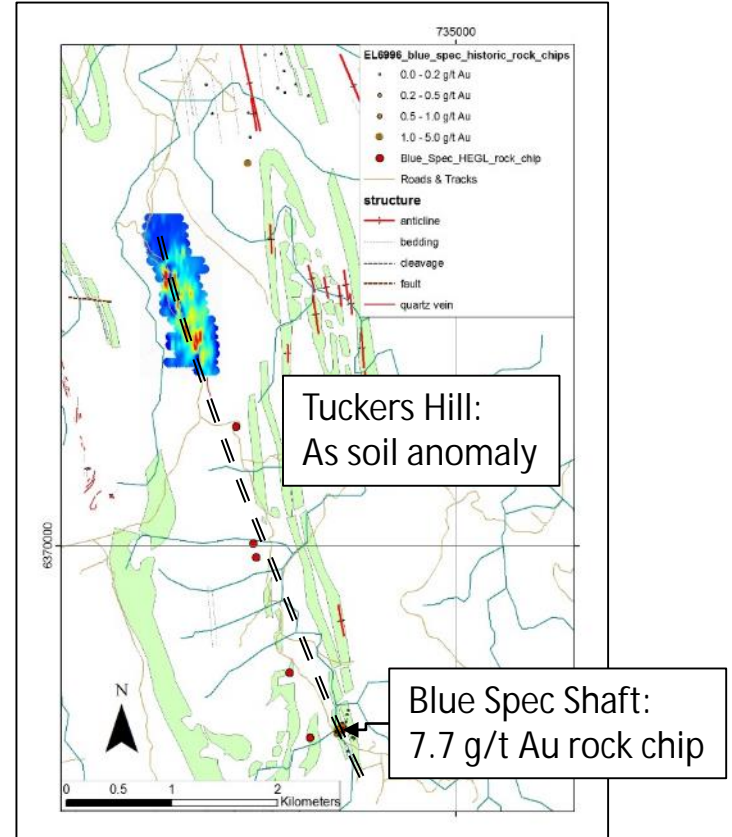 735000
EL6996_blue_spec_historic_rock_chips
0.0 - 0.2 g/t Au
0.2 - 0.5 g/t Au
0.5 - 1.0 g/t Au
1.0 - 5.0 g/t Au
Blue_Spec_HEGL_rock_chip
Roads & Tracks
structure
anticline
bedding
cleavage
fault
quartz vein
Tuckers Hill:
As soil anomaly
6370000
Blue Spec Shaft:
7.7 g/t Au rock chip
N
0 0.5 1 2
Kilometers